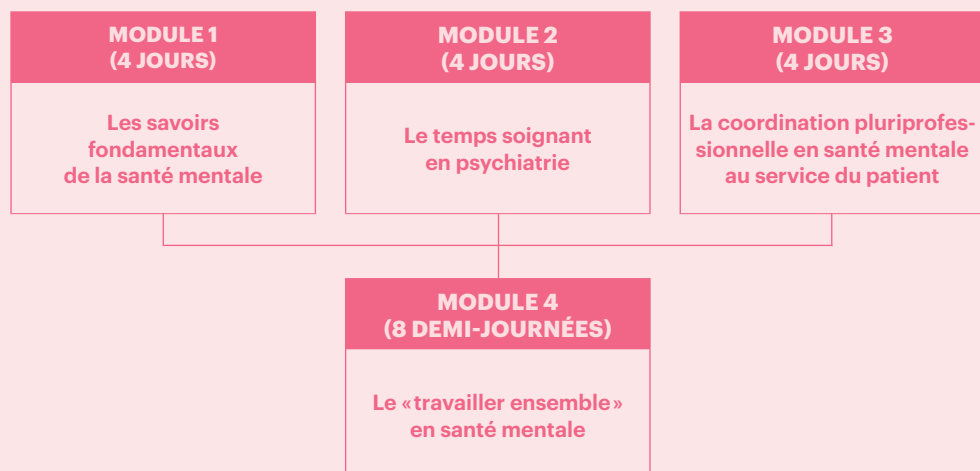 MODULE 1
(4 JOURS)
Les savoirs
fondamentaux
de la santé mentale
MODULE 2
(4 JOURS)
Le temps soignant
en psychiatrie
MODULE 3
(4 JOURS)
La coordination pluriprofes-
sionnelle en santé mentale
au service du patient
MODULE 4
(8 DEMI-JOURNÉES)
Le «travailler ensemble»
en santé mentale